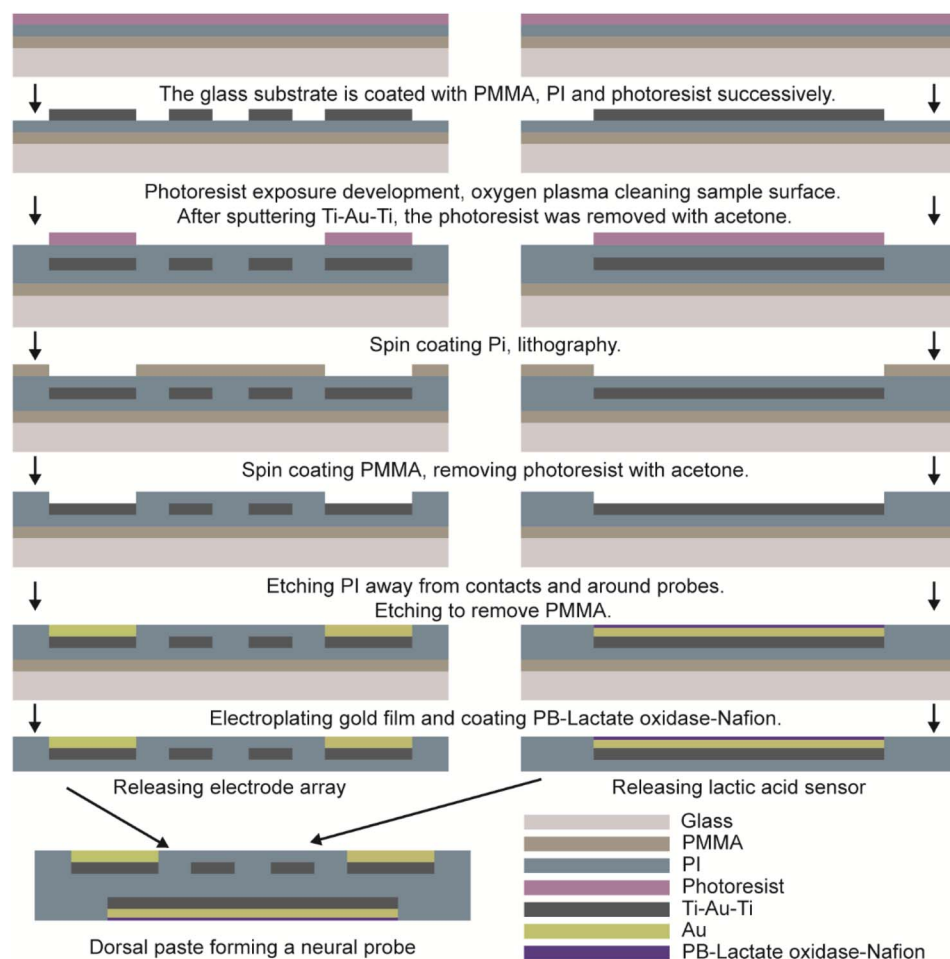 The glass substrate is coated with PMMA, PI and photoresist successively.
Photoresist exposure development, oxygen plasma cleaning sample surface.
After sputtering Ti-Au-Ti, the photoresist was removed with acetone.
Spin coating Pi, lithography.
Spin coating PMMA, removing photoresist with acetone.
Etching PI away from contacts and around probes.
Etching to remove PMMA.
Electroplating gold film and coating PB-Lactate oxidase-Nafion.
Releasing electrode array
Releasing lactic acid sensor
Glass
PMMA
PI
Photoresist
Ti-Au-Ti
Au
PB-Lactate oxidase-Nafion
Dorsal paste forming a neural probe